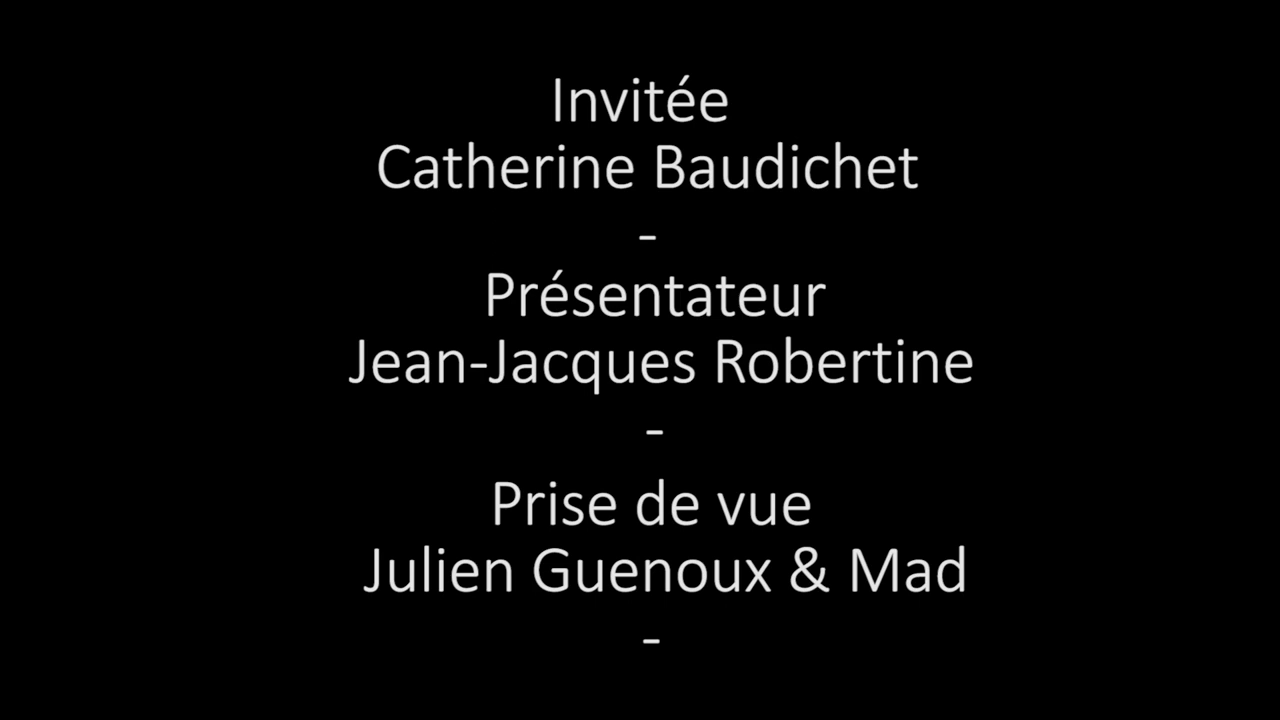 Invitée
Catherine Baudichet
-
Présentateur
Jean-Jacques Robertine
-
Prise de vue
Julien Guenoux & Mad
-